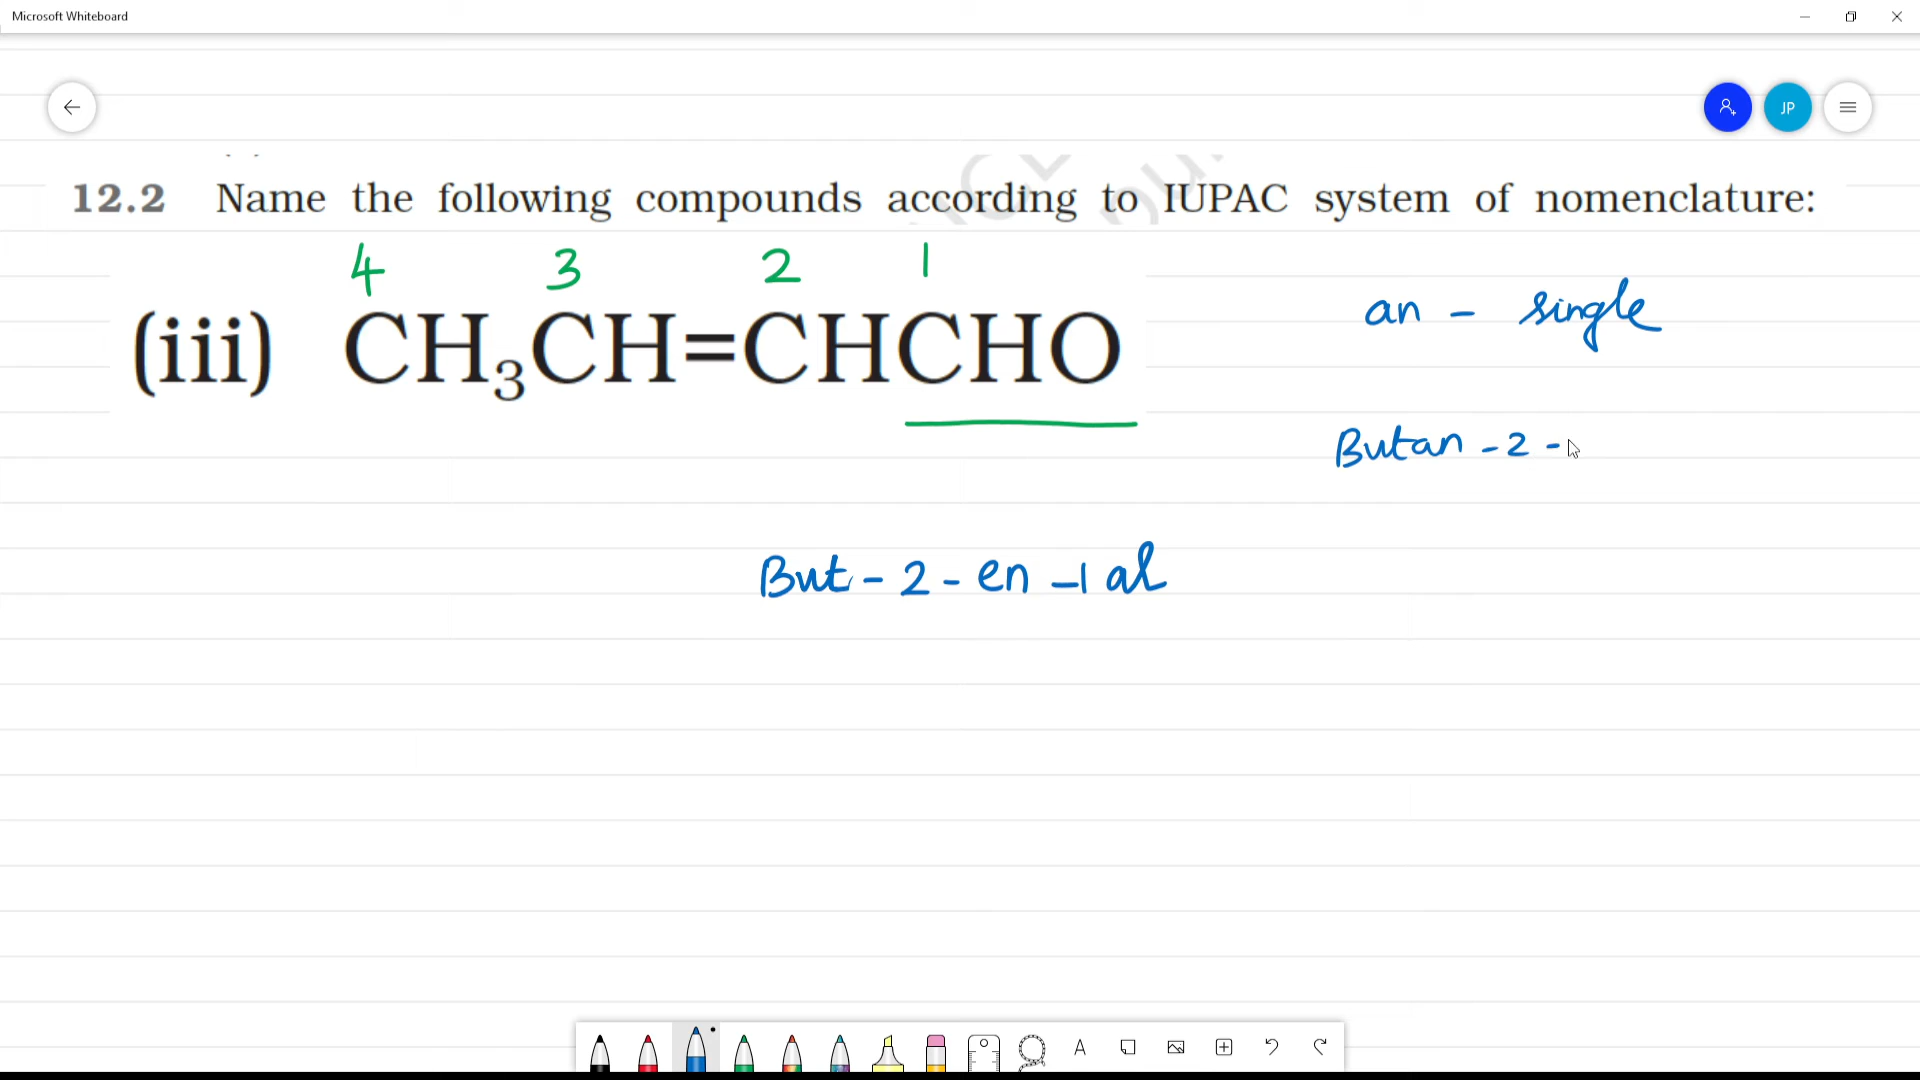 Microsoft Whiteboard
JP
12.2 Name the following compounds according to IUPAC system of nomenclature:
4 3 2 1
(iii) CH₃CH=CHCHO
an - single
Butan - 2 -
But - 2 - en - 1 al
A